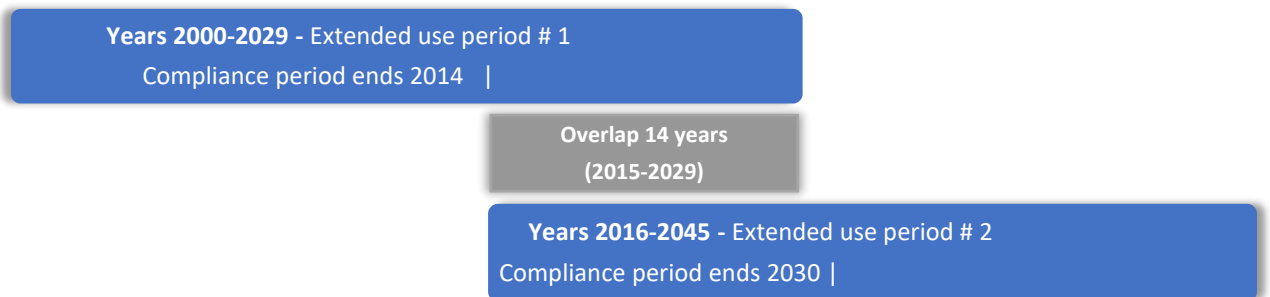 Years 2000-2029 - Extended use period # 1
Compliance period ends 2014 |
Overlap 14 years
(2015-2029)
Years 2016-2045 - Extended use period # 2
Compliance period ends 2030 |